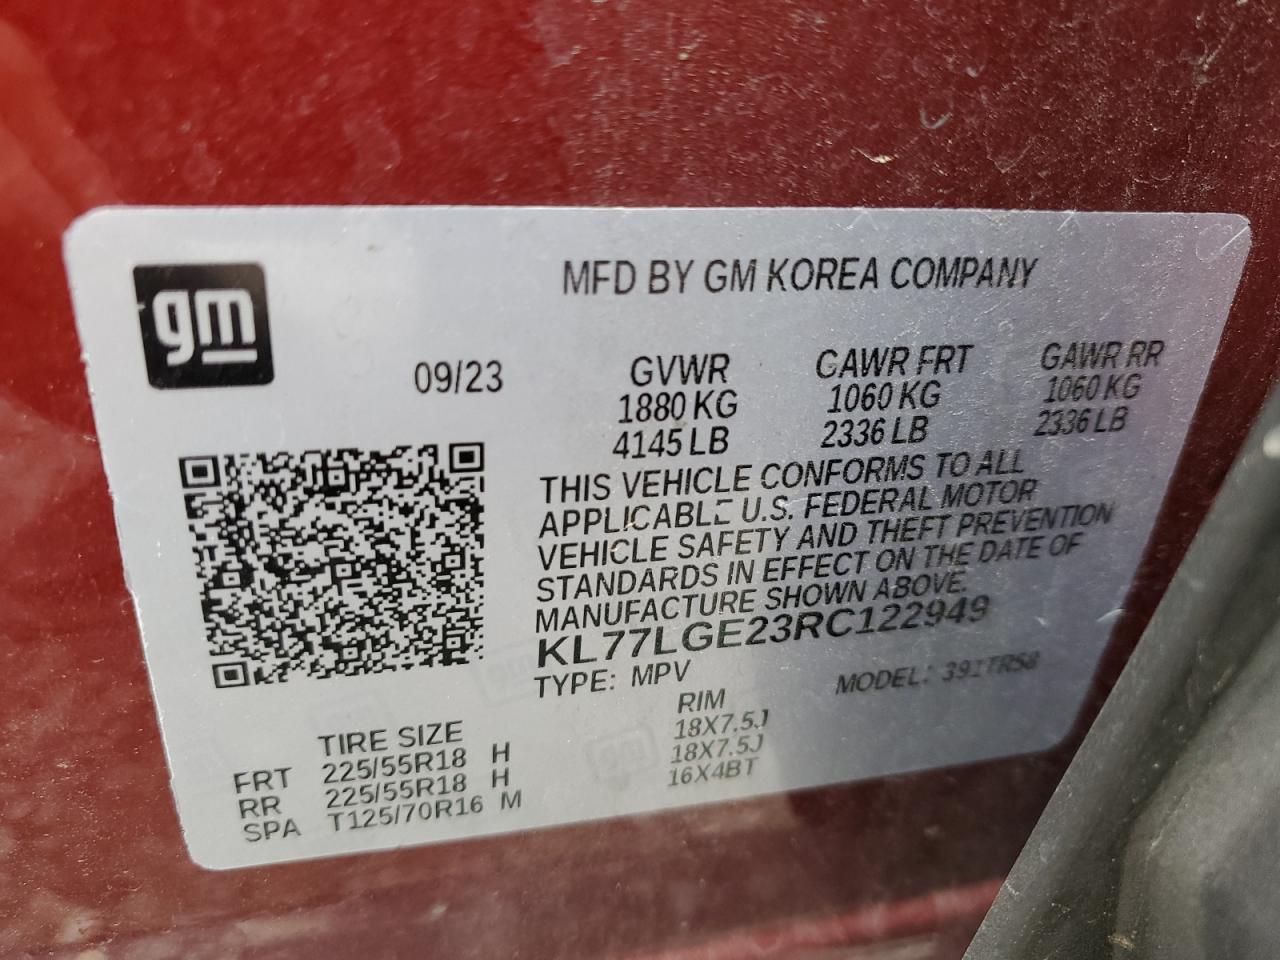 gm
MFD BY GM KOREA COMPANY
09/23 GVWR GAWR FRT GAWR RR
1880 KG 1060 KG 1060 KG
4145 LB 2336 LB 2336 LB
THIS VEHICLE CONFORMS TO ALL
APPLICABLE U.S. FEDERAL MOTOR
VEHICLE SAFETY AND THEFT PREVENTION
STANDARDS IN EFFECT ON THE DATE OF
MANUFACTURE SHOWN ABOVE.
KL77LGE23RC122949
TYPE: MPV MODEL: 391TR58
TIRE SIZE RIM
FRT 225/55R18 H 18X7.5J
RR 225/55R18 H 18X7.5J
SPA T125/70R16 M 16X4BT
gm